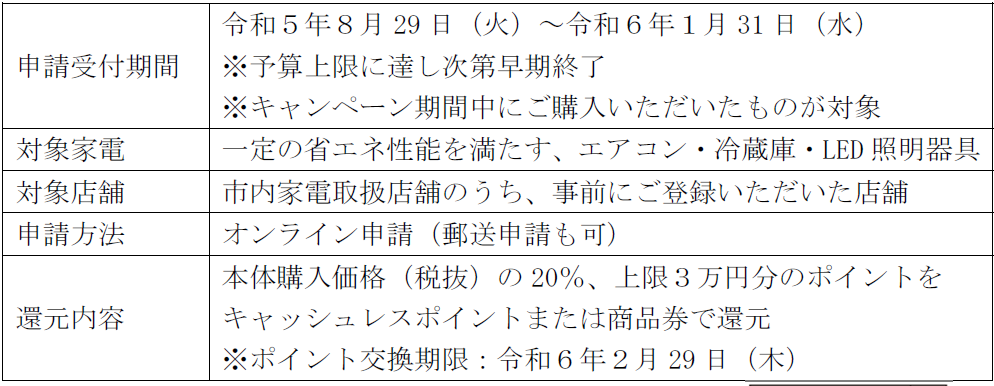 申請受付期間
令和５年８月 29 日（火）～令和６年１月 31 日（水）
※予算上限に達し次第早期終了
※キャンペーン期間中にご購入いただいたものが対象
対象家電
一定の省エネ性能を満たす、エアコン・冷蔵庫・LED 照明器具
対象店舗
市内家電取扱店舗のうち、事前にご登録いただいた店舗
申請方法
オンライン申請（郵送申請も可）
還元内容
本体購入価格（税抜）の 20％、上限３万円分のポイントを
キャッシュレスポイントまたは商品券で還元
※ポイント交換期限：令和６年２月 29 日（木）